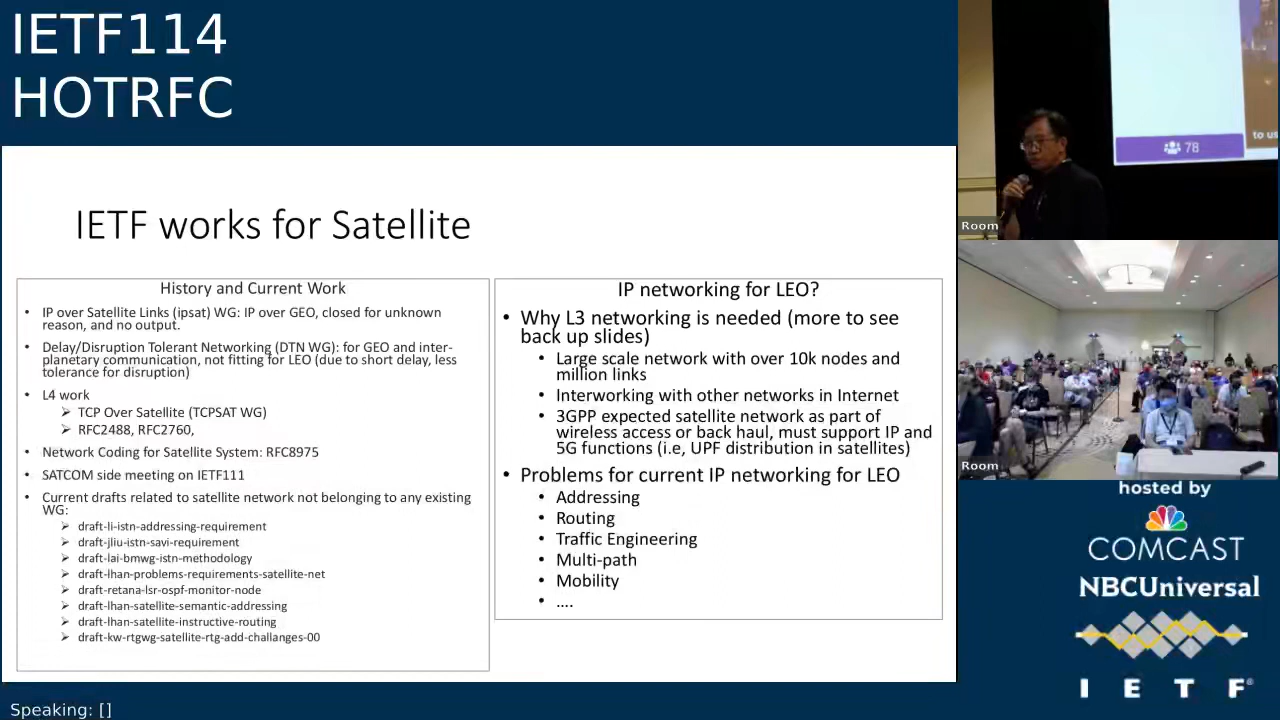 IETF114
HOTRFC
IETF works for Satellite
History and Current Work
• IP over Satellite Links (ipsat) WG: IP over GEO, closed for unknown
reason, and no output.
• Delay/Disruption Tolerant Networking (DTN WG): for GEO and inter-
planetary communication, not fitting for LEO (due to short delay, less
tolerance for disruption)
• L4 work
➢ TCP Over Satellite (TCPSAT WG)
➢ RFC2488, RFC2760,
• Network Coding for Satellite System: RFC8975
• SATCOM side meeting on IETF111
• Current drafts related to satellite network not belonging to any existing
WG:
➢ draft-li-istn-addressing-requirement
➢ draft-jliu-istn-savi-requirement
➢ draft-lai-bmwg-istn-methodology
➢ draft-lhan-problems-requirements-satellite-net
➢ draft-retana-lsr-ospf-monitor-node
➢ draft-lhan-satellite-semantic-addressing
➢ draft-lhan-satellite-instructive-routing
➢ draft-kw-rtgwg-satellite-rtg-add-challanges-00
IP networking for LEO?
• Why L3 networking is needed (more to see
back up slides)
• Large scale network with over 10k nodes and
million links
• Interworking with other networks in Internet
• 3GPP expected satellite network as part of
wireless access or back haul, must support IP and
5G functions (i.e, UPF distribution in satellites)
• Problems for current IP networking for LEO
• Addressing
• Routing
• Traffic Engineering
• Multi-path
• Mobility
• ....
78
to us
Room
Room
hosted by
COMCAST
NBCUniversal
I E T F®
Speaking: []